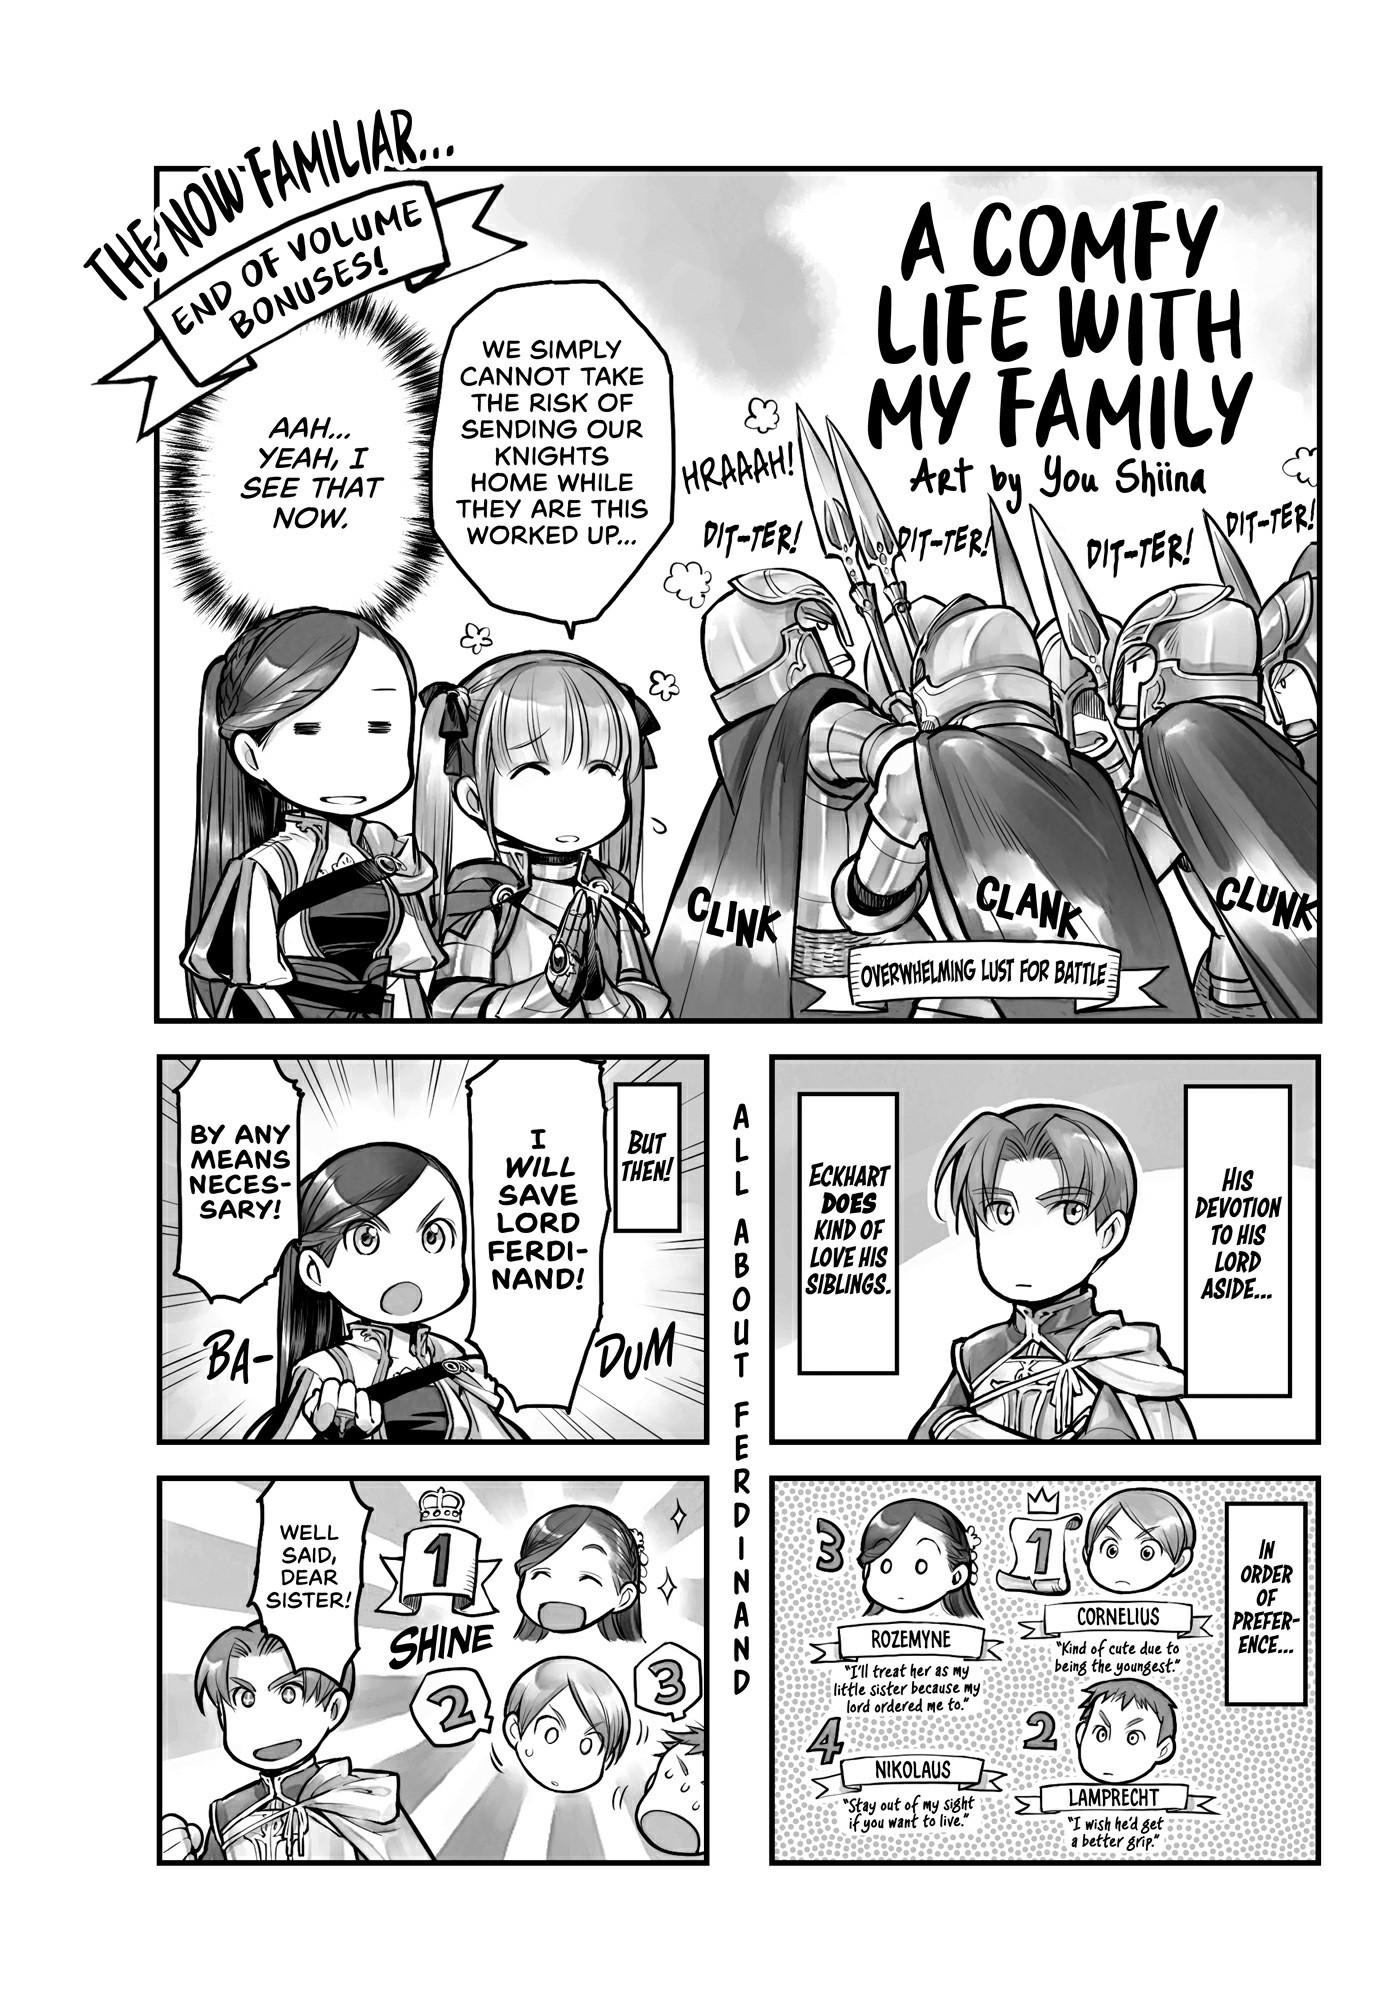 THE NOW FAMILIAR...
END OF VOLUME
BONUSES!
A COMFY
LIFE WITH
MY FAMILY
Art by You Shiina
WE SIMPLY
CANNOT TAKE
THE RISK OF
SENDING OUR
KNIGHTS
HOME WHILE
THEY ARE THIS
WORKED UP...
AAH...
YEAH, I
SEE THAT
NOW.
HRAAAH!
DIT-TER!
DIT-TER!
DIT-TER!
DIT-TER!
CLINK
CLANK
CLUNK
OVERWHELMING LUST FOR BATTLE
ALL ABOUT FERDINAND
HIS
DEVOTION
TO HIS
LORD
ASIDE...
ECKHART
DOES
KIND OF
LOVE HIS
SIBLINGS.
IN
ORDER
OF
PREFER-
ENCE...
1
CORNELIUS
"Kind of cute due to
being the youngest."
2
LAMPRECHT
"I wish he'd get
a better grip."
3
ROZEMYNE
"I'll treat her as my
little sister because my
lord ordered me to."
4
NIKOLAUS
"Stay out of my sight
if you want to live."
BUT
THEN!
I
WILL
SAVE
LORD
FERDI-
NAND!
BY ANY
MEANS
NECES-
SARY!
BA-
DUM
1
SHINE
2
3
WELL
SAID,
DEAR
SISTER!